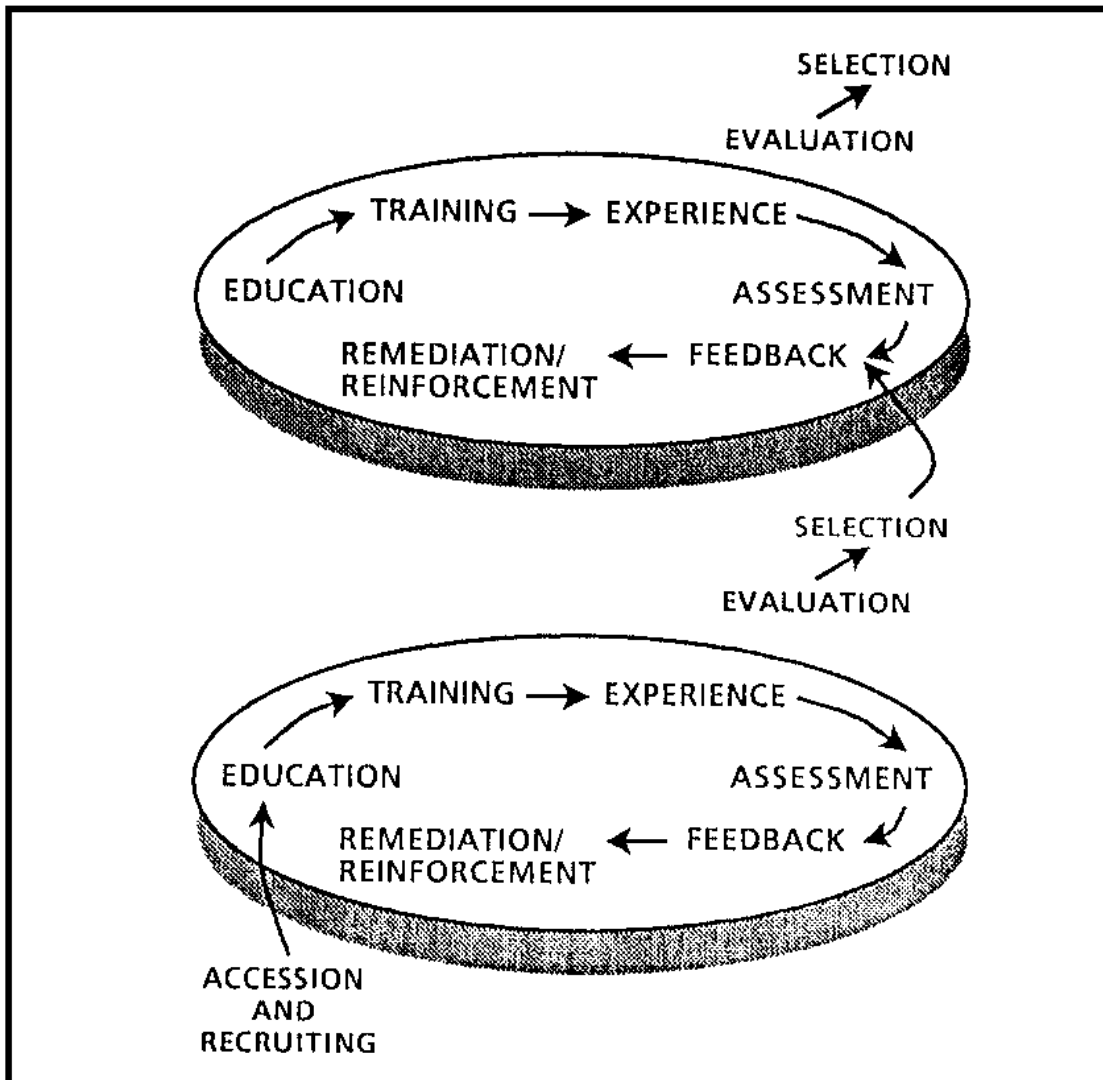 SELECTION
EVALUATION
TRAINING EXPERIENCE
EDUCATION ASSESSMENT
REMEDIATION/ FEEDBACK
REINFORCEMENT
SELECTION
EVALUATION
TRAINING EXPERIENCE
EDUCATION ASSESSMENT
REMEDIATION/ FEEDBACK
REINFORCEMENT
ACCESSION
AND
RECRUITING